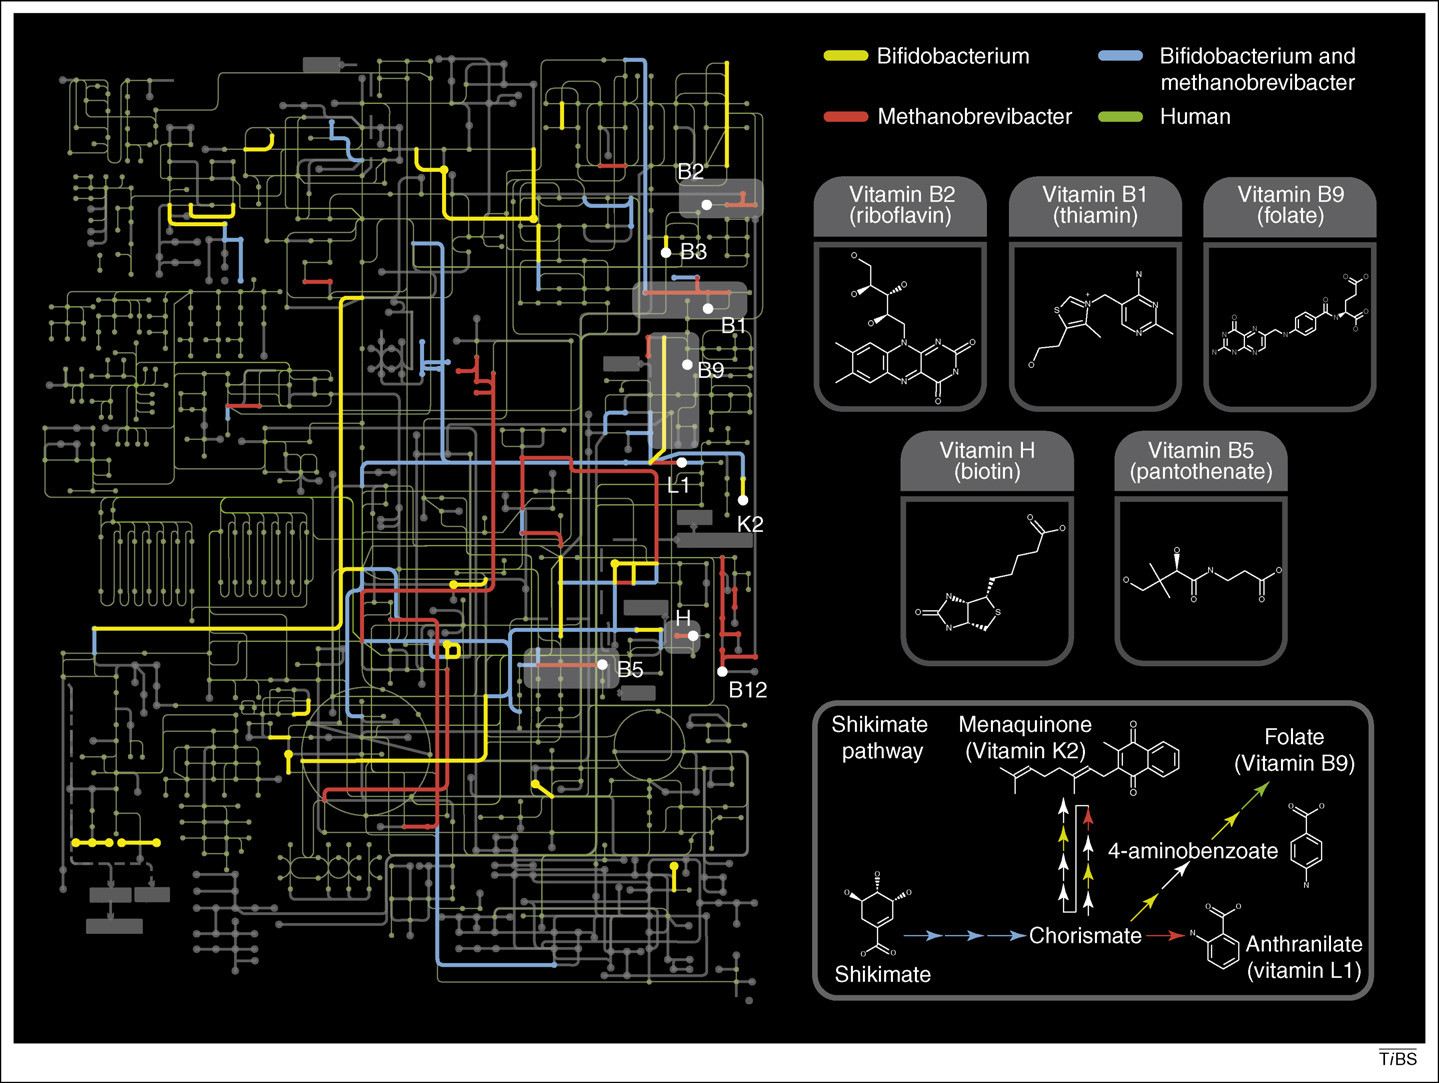 Bifidobacterium
Bifidobacterium and
methanobrevibacter
Methanobrevibacter
Human
B2
B3
B1
B9
L1
K2
H
B5
B12
Vitamin B2
(riboflavin)
Vitamin B1
(thiamin)
Vitamin B9
(folate)
O
O
O
O
N
N
O
N
N
O
S
N
+
N
N
N
O
O
O
N
O
O
O
N
N
N
N
N
N
Vitamin H
(biotin)
Vitamin B5
(pantothenate)
O
O
N
O
N
S
O
O
N
O
O
O
Shikimate
pathway
Menaquinone
(Vitamin K2)
O
O
Folate
(Vitamin B9)
4-aminobenzoate
O
O
N
O
O
O
O
O
Shikimate
Chorismate
N
O
O
Anthranilate
(vitamin L1)
TiBS